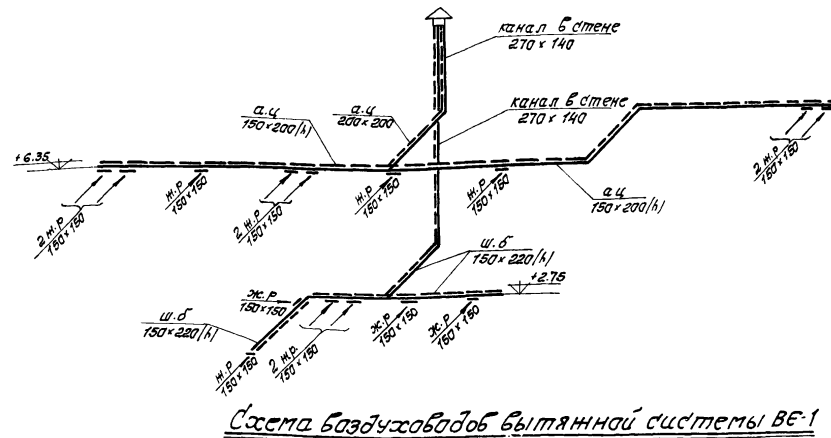 канал в стене
270 × 140
а.ц
150×200(h)
а.ц
200×200
канал в стене
270 × 140
+6.35
2 ж.р
150×150
ж.р
150×150
2 ж.р
150×150
ж.р
150×150
ж.р
150×150
а.ц
150×200(h)
2 ж.р
150×150
ш.б
150×220(h)
+2.75
ж.р
150×150
ш.б
150×220(h)
ж.р
150×150
2 ж.р.
150×150
ж.р
150×150
ж.р
150×150
Схема воздуховодов вытяжной системы ВЕ-1